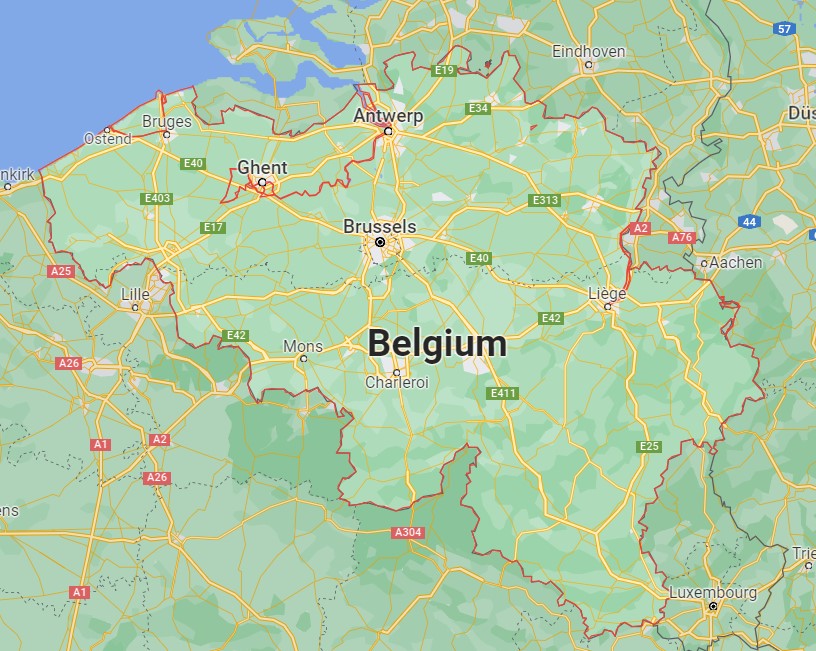 57
Eindhoven
E19
E34
Düs
Antwerp
Bruges
Ostend
nkirk
E40
Ghent
E403
E313
E17
Brussels
44
A2
A76
E40
Aachen
A25
Lille
Liège
E42
E42
Mons
Belgium
A26
Charleroi
E411
A1
A2
E25
A26
ens
A304
Trie
A1
Luxembourg